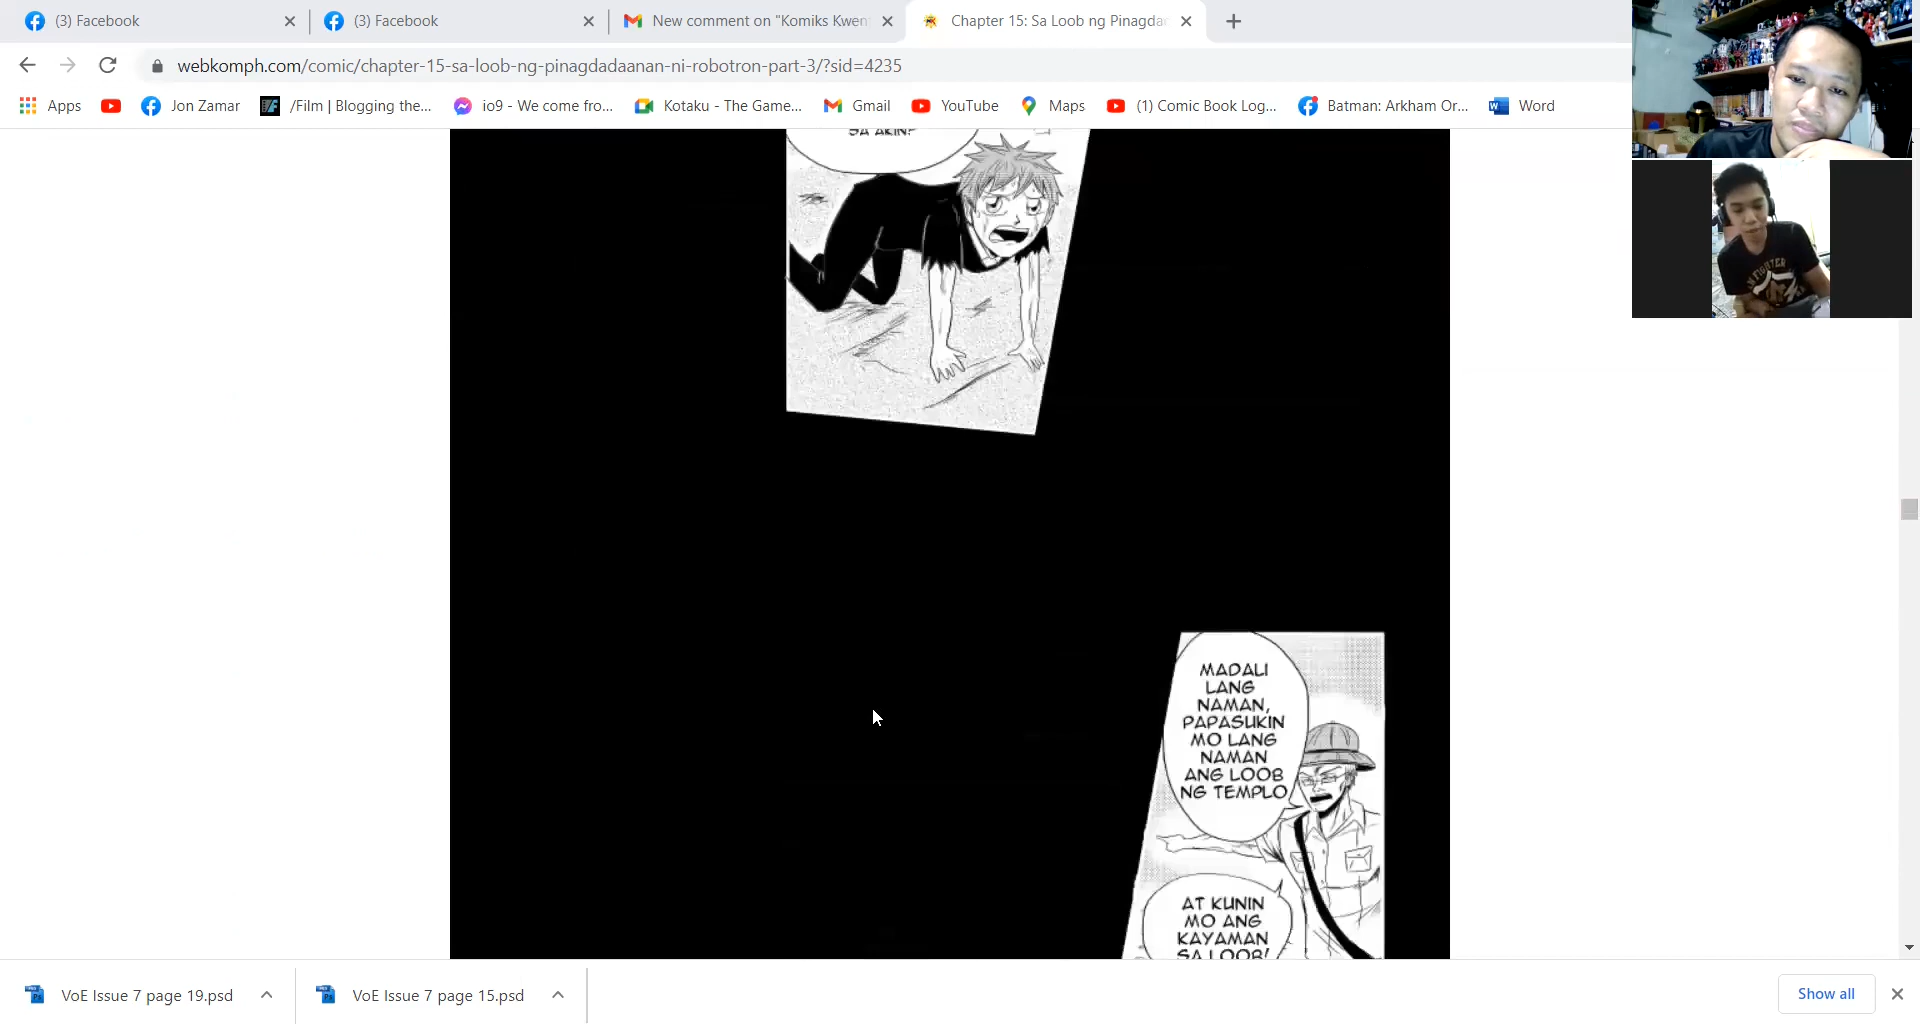 (3) Facebook
(3) Facebook
New comment on "Komiks Kwen
Chapter 15: Sa Loob ng Pinagda
webkomph.com/comic/chapter-15-sa-loob-ng-pinagdadaanan-ni-robotron-part-3/?sid=4235
Apps
Jon Zamar
/Film | Blogging the...
io9 - We come fro...
Kotaku - The Game...
Gmail
YouTube
Maps
(1) Comic Book Log...
Batman: Arkham Or...
Word
SA AKIN?
MADALI
LANG
NAMAN,
PAPASUKIN
MO LANG
NAMAN
ANG LOOB
NG TEMPLO
AT KUNIN
MO ANG
KAYAMAN
SA LOOB!
VoE Issue 7 page 19.psd
VoE Issue 7 page 15.psd
Show all